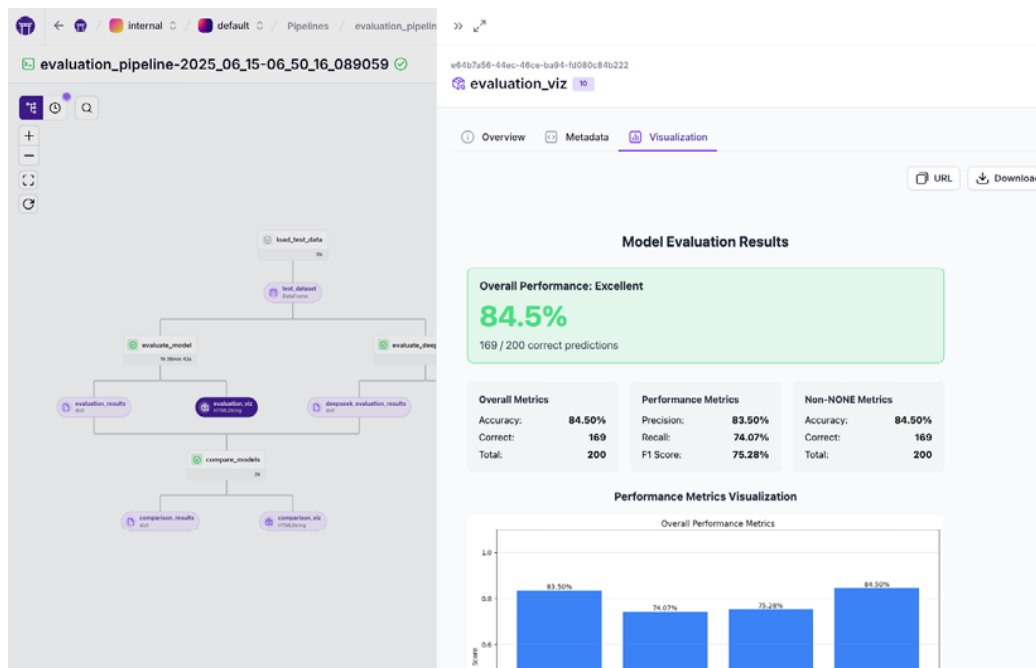 internal / default / Pipelines / evaluation_pipelin
evaluation_pipeline-2025_06_15-06_50_16_089059
load_test_data
test_dataset
DataFrame
evaluate_model
evaluate_deep
1h 38min 42s
evaluation_results
dict
evaluation_viz
HTMLString
deepseek_evaluation_results
dict
compare_models
comparison_results
dict
comparison_viz
HTMLString
e64b7a56-44ec-46ce-ba94-fd080c84b222
evaluation_viz 10
Overview Metadata Visualization
URL Downloa
Model Evaluation Results
Overall Performance: Excellent
84.5%
169 / 200 correct predictions
Overall Metrics
Accuracy: 84.50%
Correct: 169
Total: 200
Performance Metrics
Precision: 83.50%
Recall: 74.07%
F1 Score: 75.28%
Non-NONE Metrics
Accuracy: 84.50%
Correct: 169
Total: 200
Performance Metrics Visualization
Overall Performance Metrics
1.0
83.50% 74.07% 75.28% 84.50%
0.8
0.6
Score